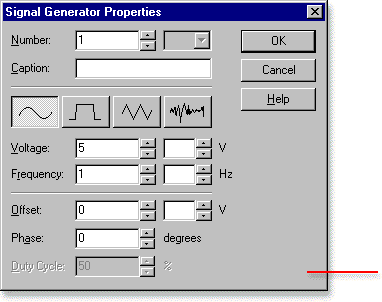 Signal Generator Properties
Number: 1 OK
Caption: Cancel
Help
Voltage: 5 V
Frequency: 1 Hz
Offset: 0 V
Phase: 0 degrees
Duty Cycle: 50 %